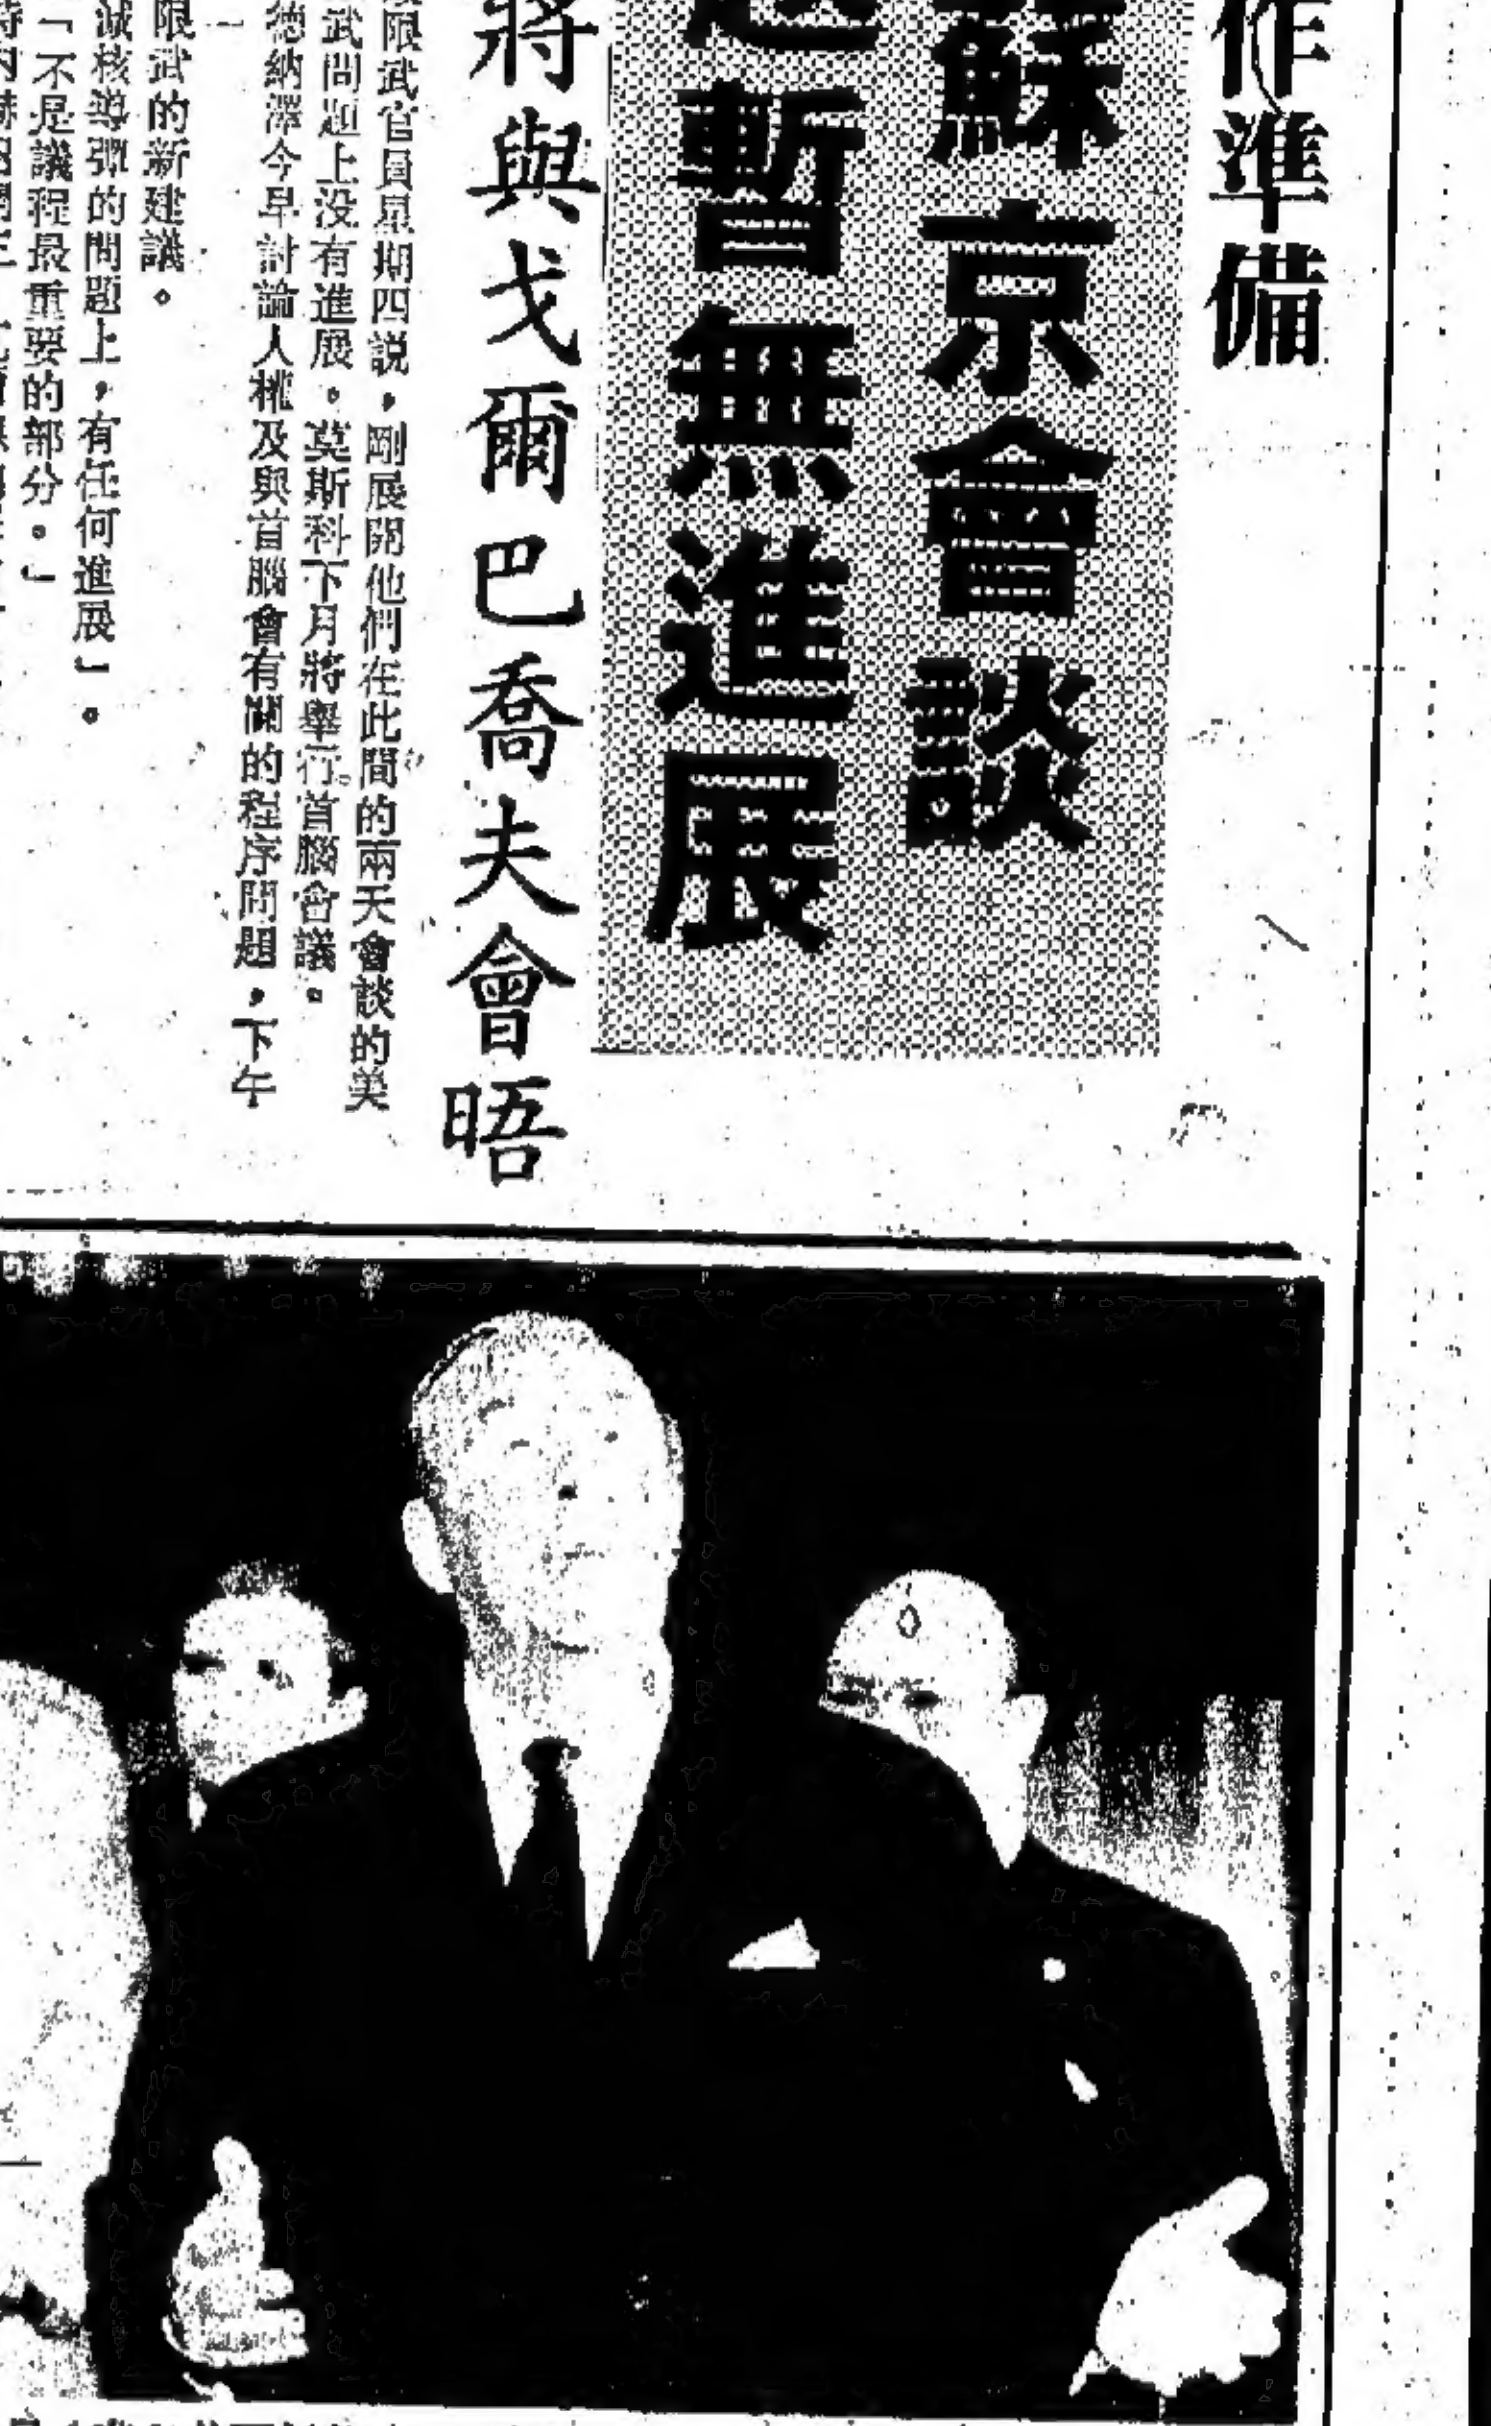 作準備
蘇京會談
暫無進展
將與戈爾巴喬夫會晤
限武官員星期四説，剛展開他們在此間的兩天會談的美
武問題上没有進展。莫斯科下月將舉行首腦會議。
德納澤今早討論人權及與首腦會有關的程序問題，下午
限武的新建議。
減核導彈的問題上，有任何進展」。
「不是議程最重要的部分。」